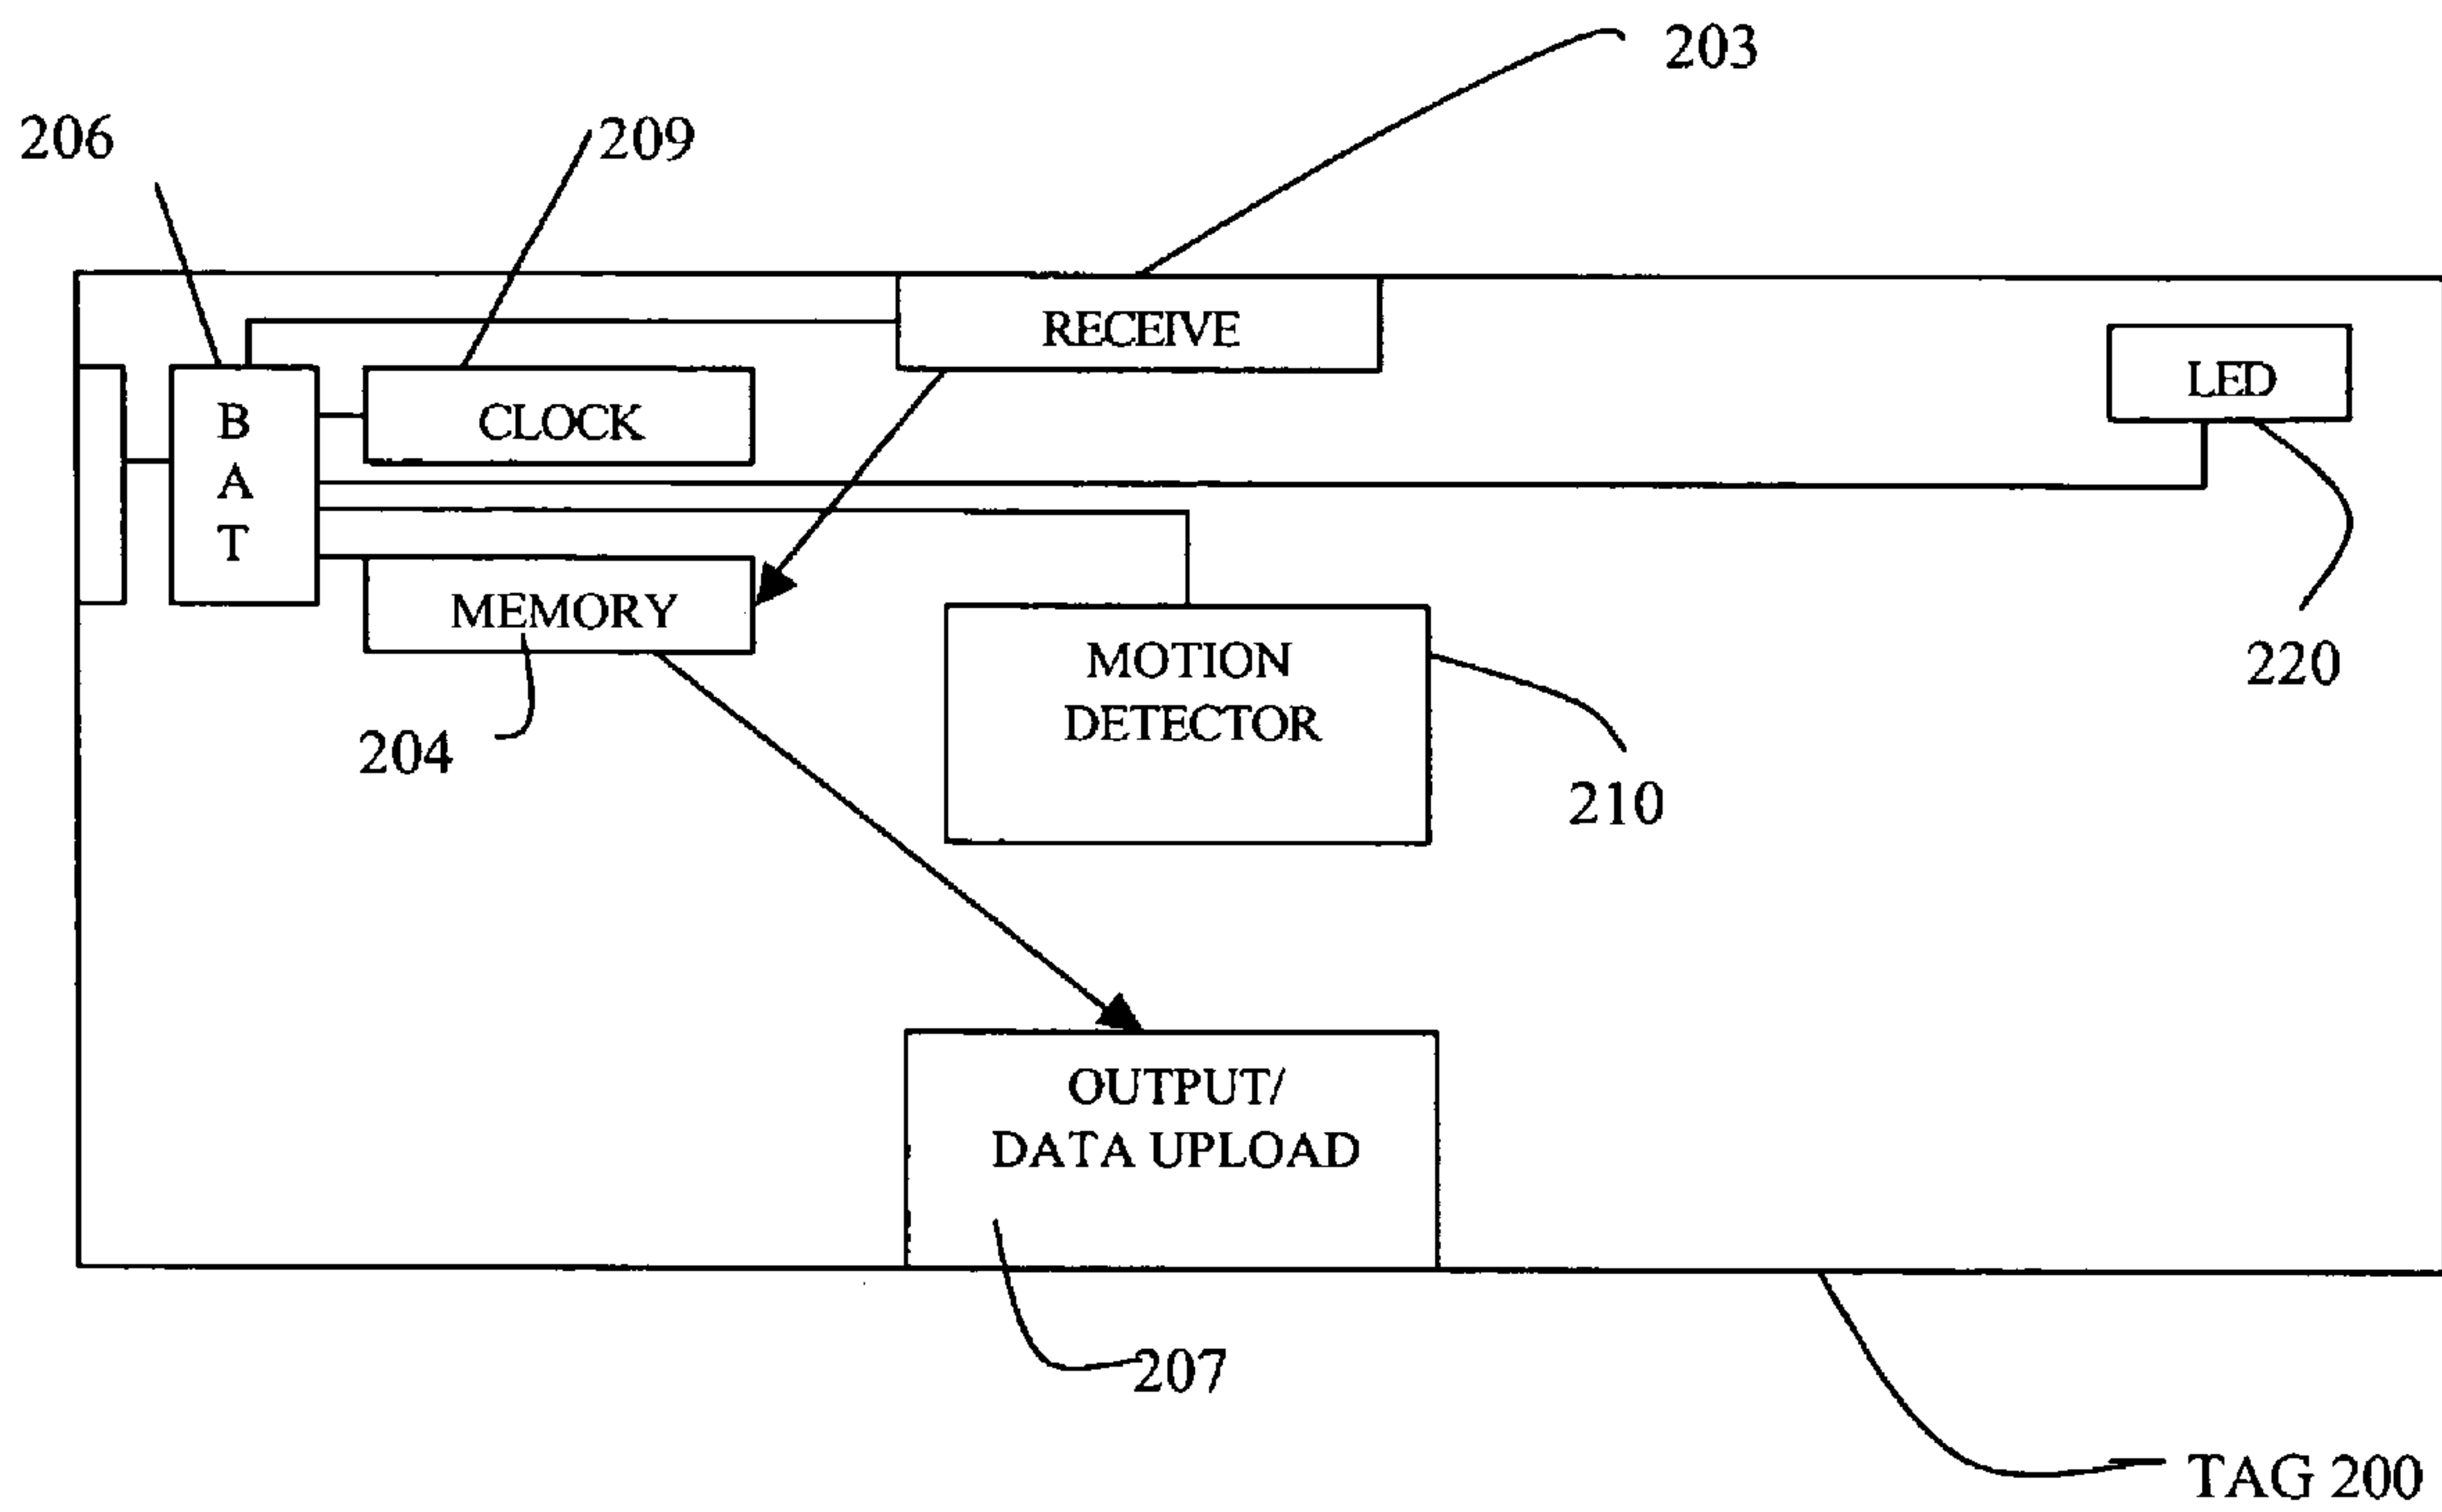 203
206
209
RECEIVE
LED
CLOCK
B
A
T
MEMORY
MOTION
DETECTOR
220
204
210
OUTPUT/
DATA UPLOAD
207
TAG 200